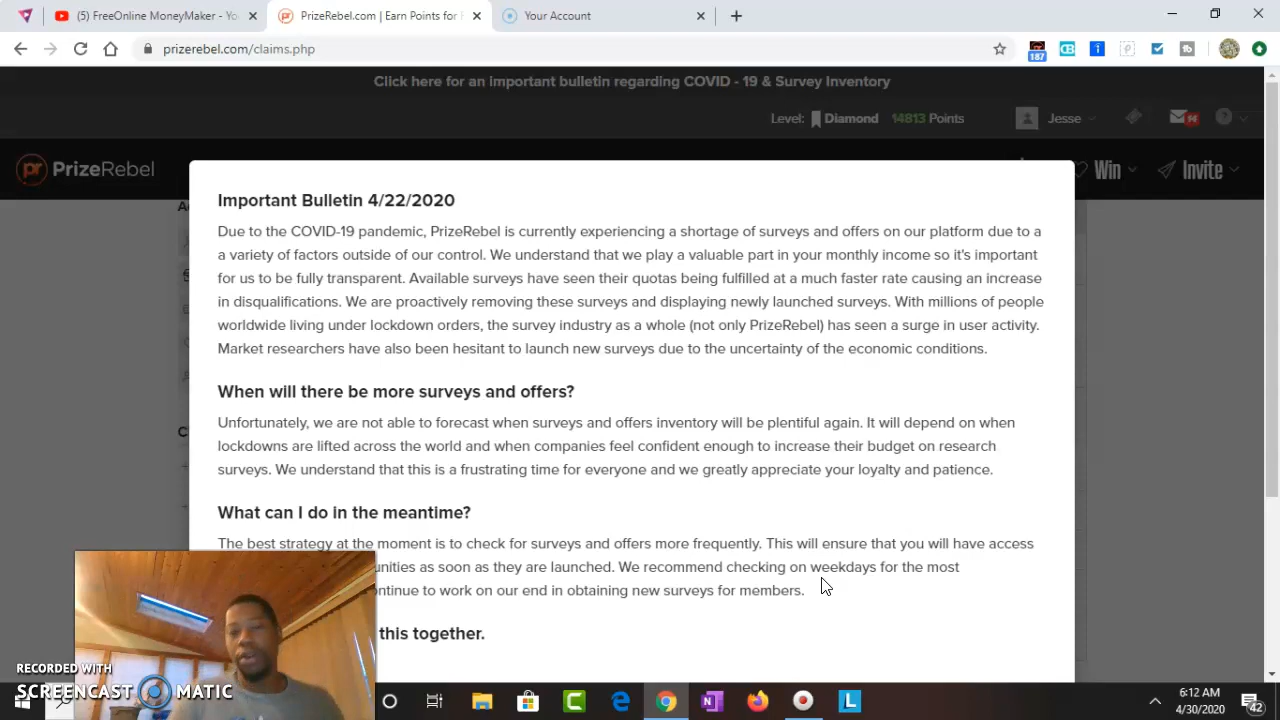 (5) FreeOnline MoneyMaker - Yo
PrizeRebel.com | Earn Points for
Your Account
prizerebel.com/claims.php
187
Click here for an important bulletin regarding COVID - 19 & Survey Inventory
Level: Diamond 14813 Points
Jesse
PrizeRebel
Win
Invite
Important Bulletin 4/22/2020
Due to the COVID-19 pandemic, PrizeRebel is currently experiencing a shortage of surveys and offers on our platform due to a
a variety of factors outside of our control. We understand that we play a valuable part in your monthly income so it's important
for us to be fully transparent. Available surveys have seen their quotas being fulfilled at a much faster rate causing an increase
in disqualifications. We are proactively removing these surveys and displaying newly launched surveys. With millions of people
worldwide living under lockdown orders, the survey industry as a whole (not only PrizeRebel) has seen a surge in user activity.
Market researchers have also been hesitant to launch new surveys due to the uncertainty of the economic conditions.
When will there be more surveys and offers?
Unfortunately, we are not able to forecast when surveys and offers inventory will be plentiful again. It will depend on when
lockdowns are lifted across the world and when companies feel confident enough to increase their budget on research
surveys. We understand that this is a frustrating time for everyone and we greatly appreciate your loyalty and patience.
What can I do in the meantime?
The best strategy at the moment is to check for surveys and offers more frequently. This will ensure that you will have access
unities as soon as they are launched. We recommend checking on weekdays for the most
ontinue to work on our end in obtaining new surveys for members.
this together.
RECORDED WITH
SCREENCAST MATIC
6:12 AM
4/30/2020
42